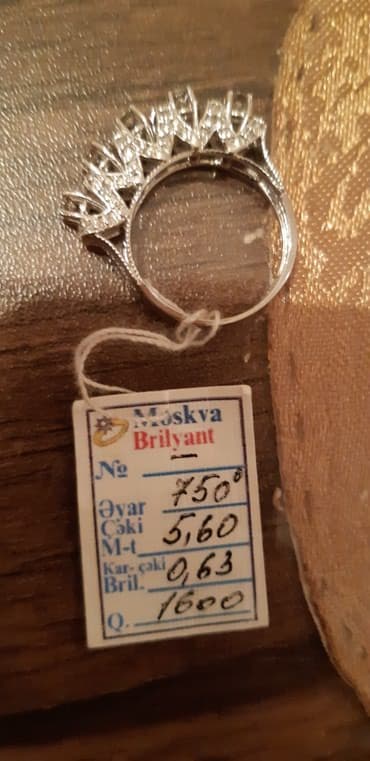 Moskva
Brilyant
№ –
Əyar 750°
Çəki
M-t 5,60
Kar-çəki
Bril. 0,63
Q. 1600